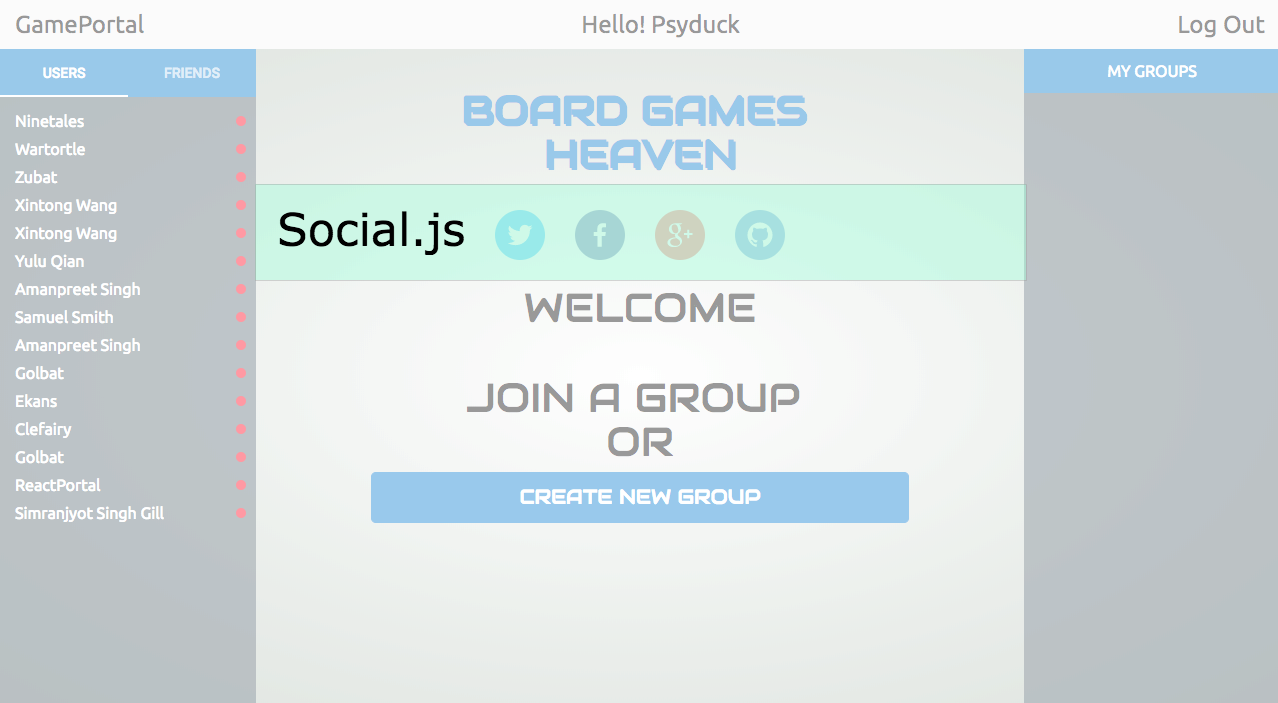 GamePortal
Hello! Psyduck
Log Out
USERS
FRIENDS
Ninetales
Wartortle
Zubat
Xintong Wang
Xintong Wang
Yulu Qian
Amanpreet Singh
Samuel Smith
Amanpreet Singh
Golbat
Ekans
Clefairy
Golbat
ReactPortal
Simranjyot Singh Gill
BOARD GAMES
HEAVEN
Social.js
g+
WELCOME
JOIN A GROUP
OR
CREATE NEW GROUP
MY GROUPS